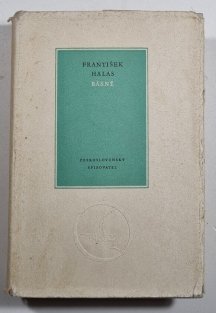 FRANTIŠEK
HALAS
BÁSNĚ
ČESKOSLOVENSKÝ
SPISOVATEL